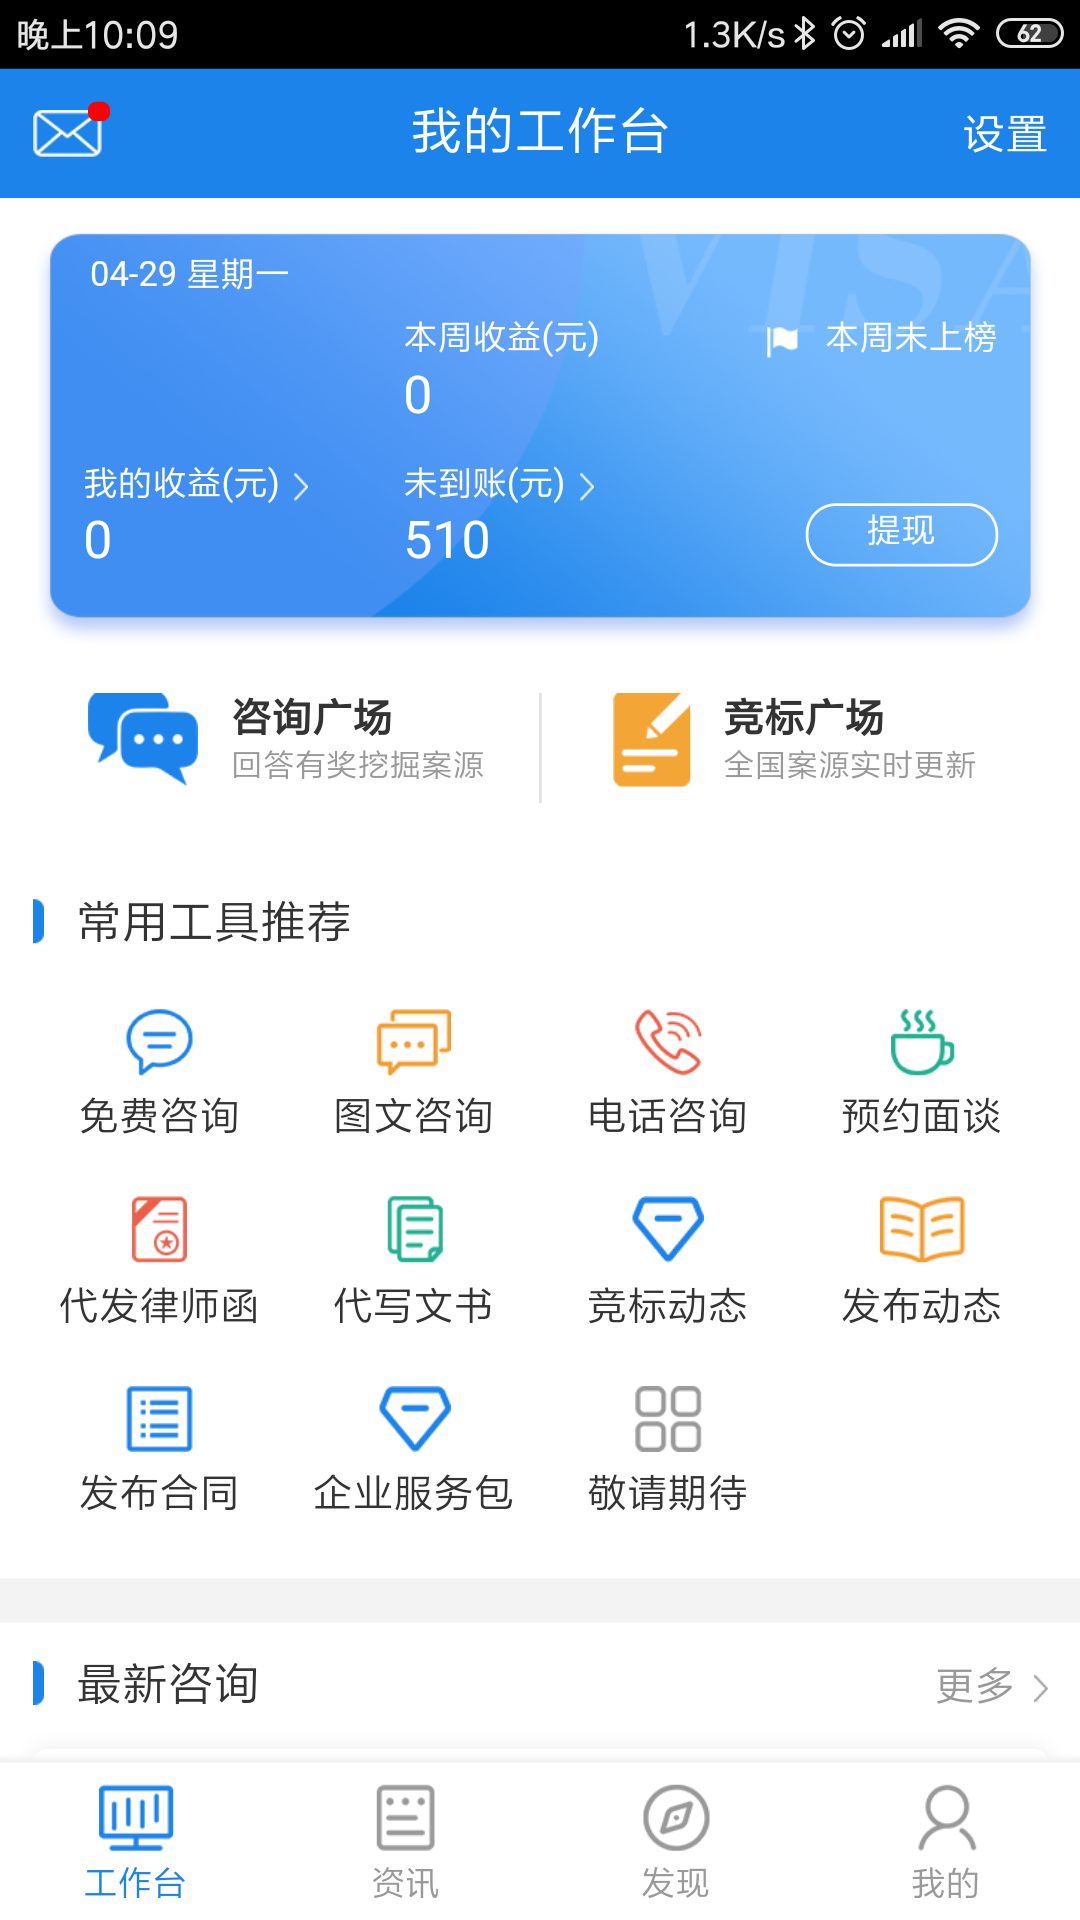 晚上10:09 1.3K/s 62
我的工作台 设置
VISA
04-29 星期一
本周收益(元) 本周未上榜
0
我的收益(元) 未到账(元)
0 510 提现
咨询广场 竞标广场
回答有奖挖掘案源 全国案源实时更新
常用工具推荐
免费咨询 图文咨询 电话咨询 预约面谈
代发律师函 代写文书 竞标动态 发布动态
发布合同 企业服务包 敬请期待
最新咨询 更多
工作台 资讯 发现 我的